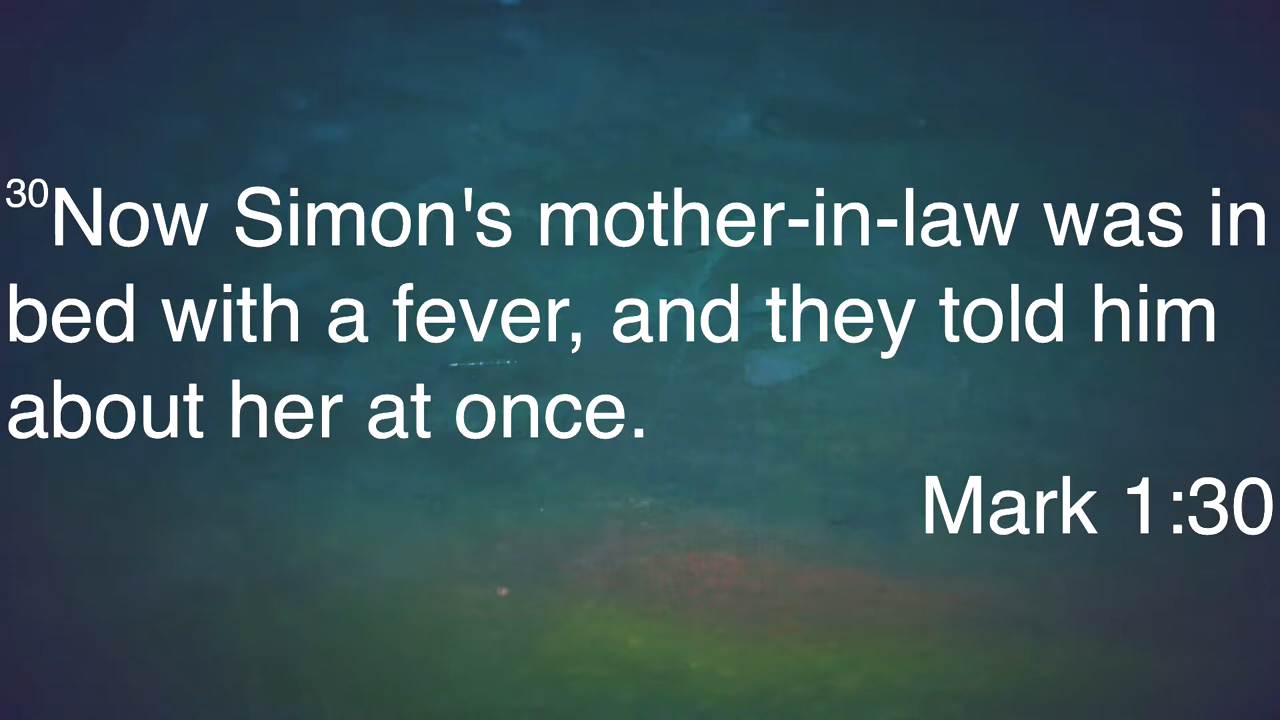 30Now Simon's mother-in-law was in
bed with a fever, and they told him
about her at once.
Mark 1:30